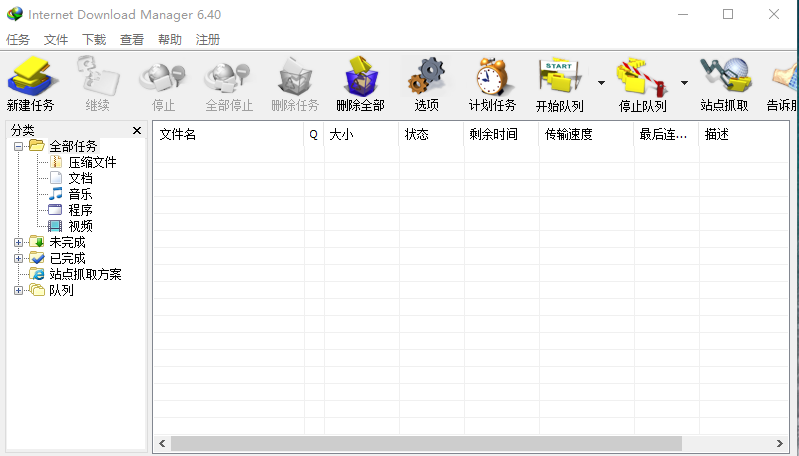 Internet Download Manager 6.40
任务 文件 下载 查看 帮助 注册
START
新建任务 继续 停止 全部停止 删除任务 删除全部 选项 计划任务 开始队列 停止队列 站点抓取 告诉朋
分类
文件名 Q 大小 状态 剩余时间 传输速度 最后连... 描述
全部任务
压缩文件
文档
音乐
程序
视频
未完成
已完成
站点抓取方案
队列